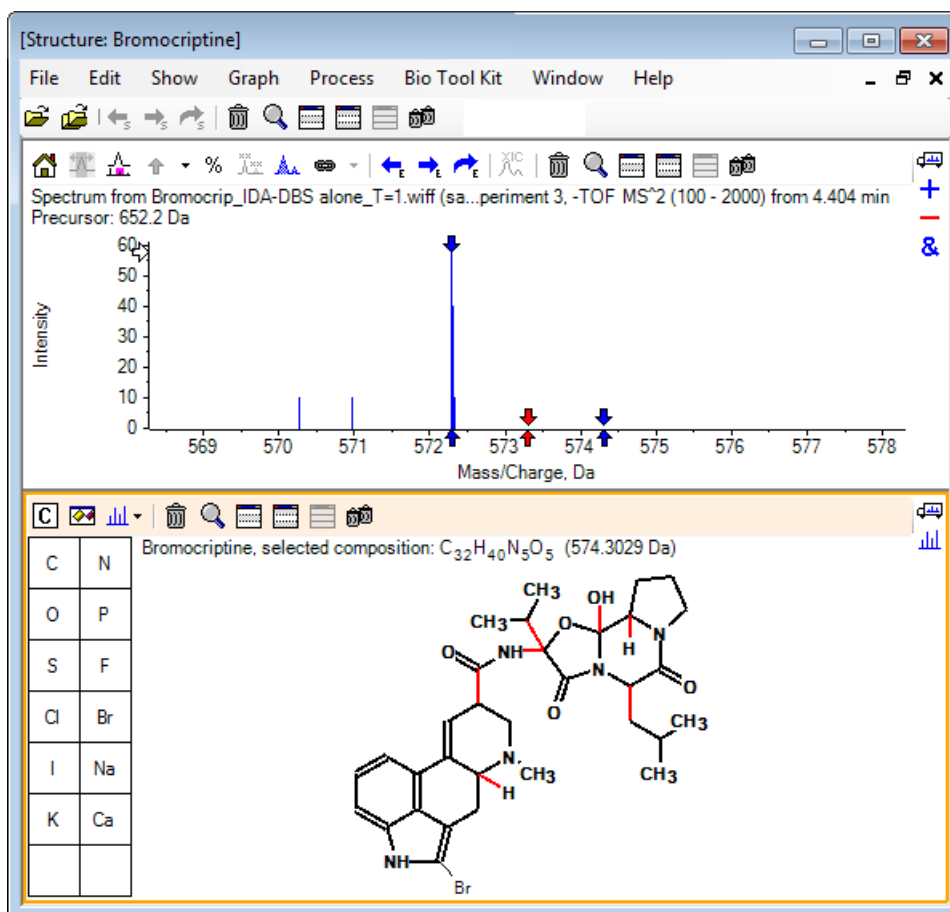 [Structure: Bromocriptine]
File Edit Show Graph Process Bio Tool Kit Window Help
S S S
% E E E XIC
Spectrum from Bromocrip_IDA-DBS alone_T=1.wiff (sa...periment 3, -TOF MS^2 (100 - 2000) from 4.404 min
Precursor: 652.2 Da
&
60
50
40
30
20
10
0
Intensity
569 570 571 572 573 574 575 576 577 578
Mass/Charge, Da
C
Bromocriptine, selected composition: C32H40N5O5 (574.3029 Da)
C N
O P
S F
Cl Br
I Na
K Ca
CH3 OH
CH3 O N
O NH H
N O
O
CH3
N CH3
CH3
H
NH
Br